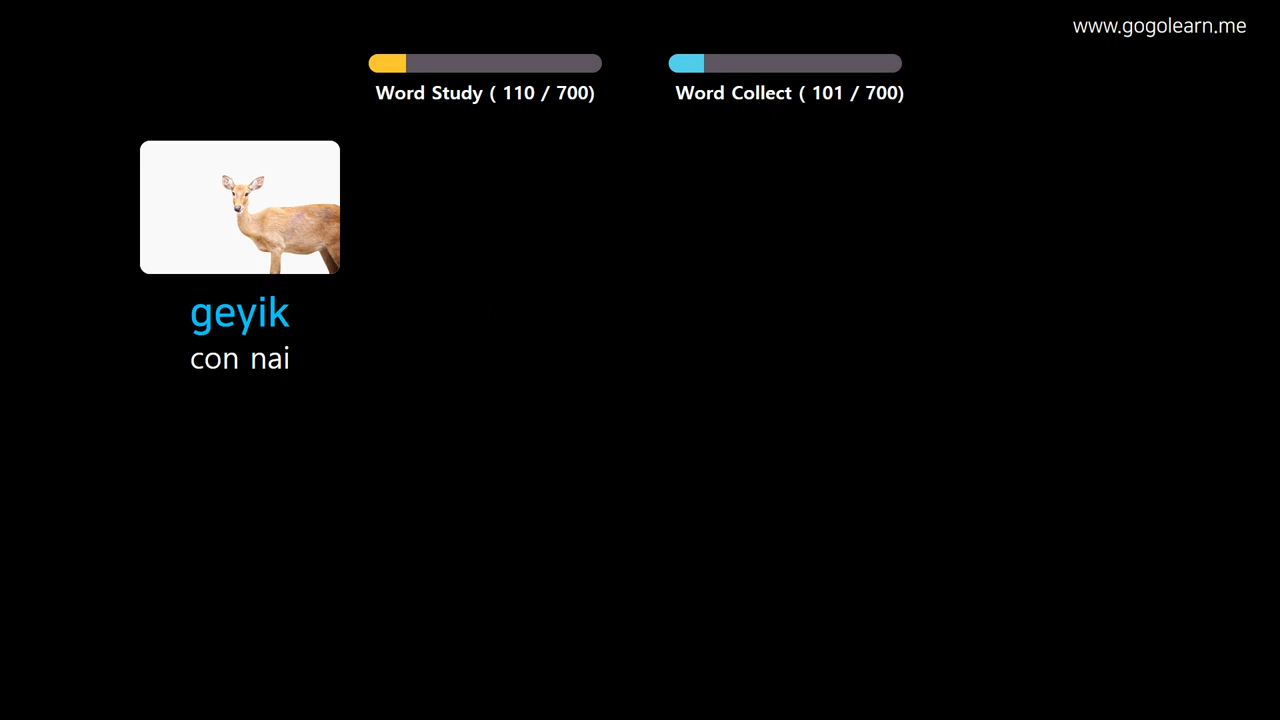 www.gogolearn.me
Word Study ( 110 / 700)
Word Collect ( 101 / 700)
geyik
con nai